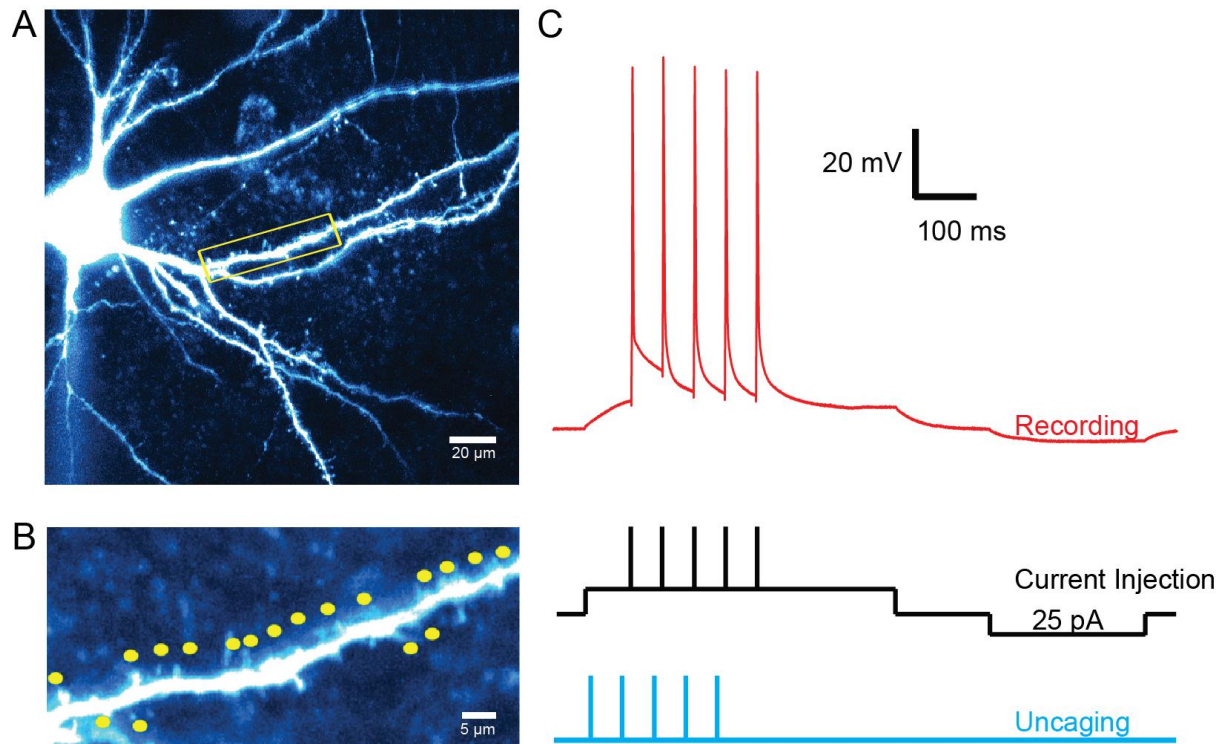 A
20 µm
B
5 µm
C
20 mV
100 ms
Recording
Current Injection
25 pA
Uncaging